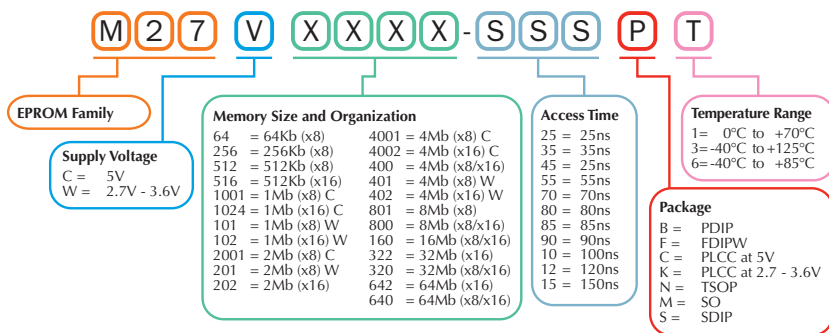 M27 V XXXX-SSS P T
EPROM Family
Supply Voltage
C = 5V
W = 2.7V - 3.6V
Memory Size and Organization
64 = 64Kb (x8)
256 = 256Kb (x8)
512 = 512Kb (x8)
516 = 512Kb (x16)
1001 = 1Mb (x8) C
1024 = 1Mb (x16) C
101 = 1Mb (x8) W
102 = 1Mb (x16) W
2001 = 2Mb (x8) C
201 = 2Mb (x8) W
202 = 2Mb (x16)
4001 = 4Mb (x8) C
4002 = 4Mb (x16) C
400 = 4Mb (x8/x16)
401 = 4Mb (x8) W
402 = 4Mb (x16) W
801 = 8Mb (x8)
800 = 8Mb (x8/x16)
160 = 16Mb (x8/x16)
322 = 32Mb (x16)
320 = 32Mb (x8/x16)
642 = 64Mb (x16)
640 = 64Mb (x8/x16)
Access Time
25 = 25ns
35 = 35ns
45 = 25ns
55 = 55ns
70 = 70ns
80 = 80ns
85 = 85ns
90 = 90ns
10 = 100ns
12 = 120ns
15 = 150ns
Temperature Range
1= 0°C to +70°C
3=-40°C to+125°C
6=-40°C to +85°C
Package
B = PDIP
F = FDIPW
C = PLCC at 5V
K = PLCC at 2.7 - 3.6V
N = TSOP
M = SO
S = SDIP